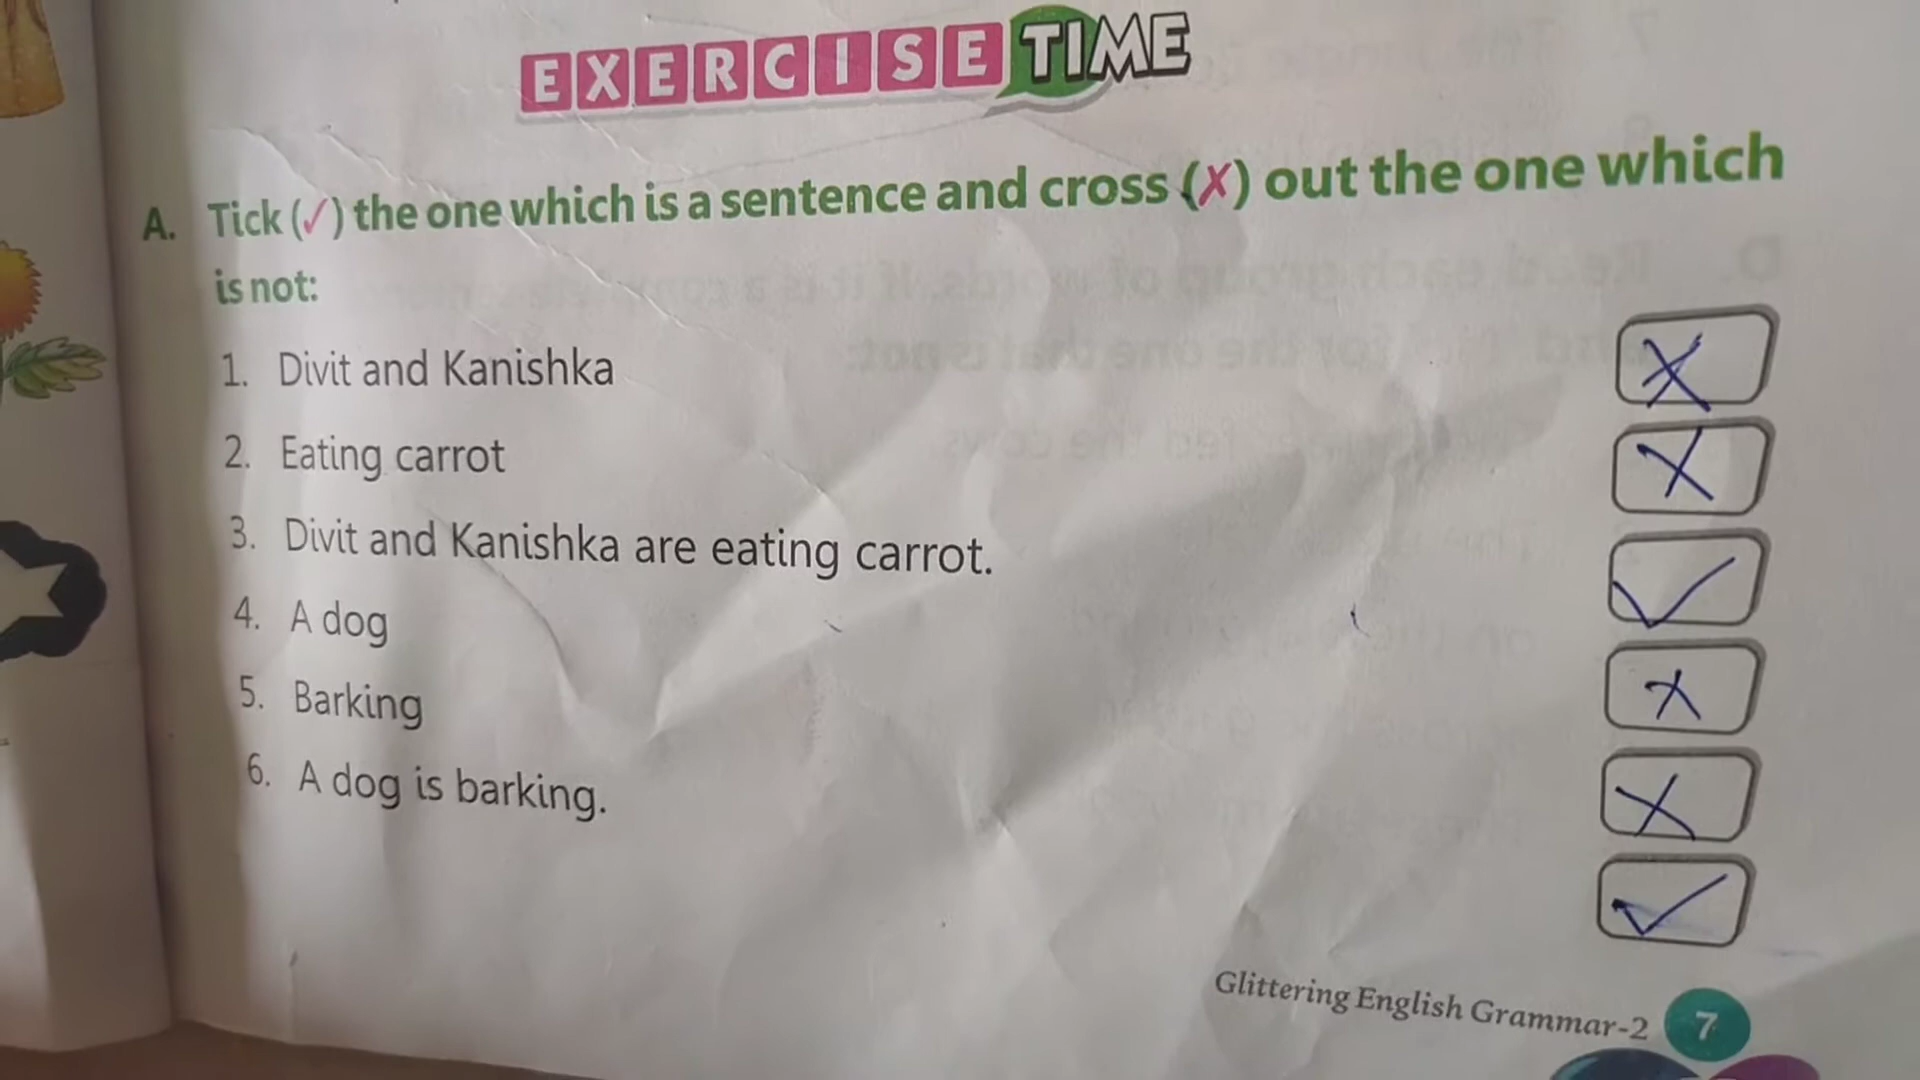 EXERCISE TIME
A. Tick (✓) the one which is a sentence and cross (✗) out the one which
is not:
1. Divit and Kanishka ✗
2. Eating carrot ✗
3. Divit and Kanishka are eating carrot. ✓
4. A dog ✗
5. Barking ✗
6. A dog is barking. ✓
Glittering English Grammar-2 7